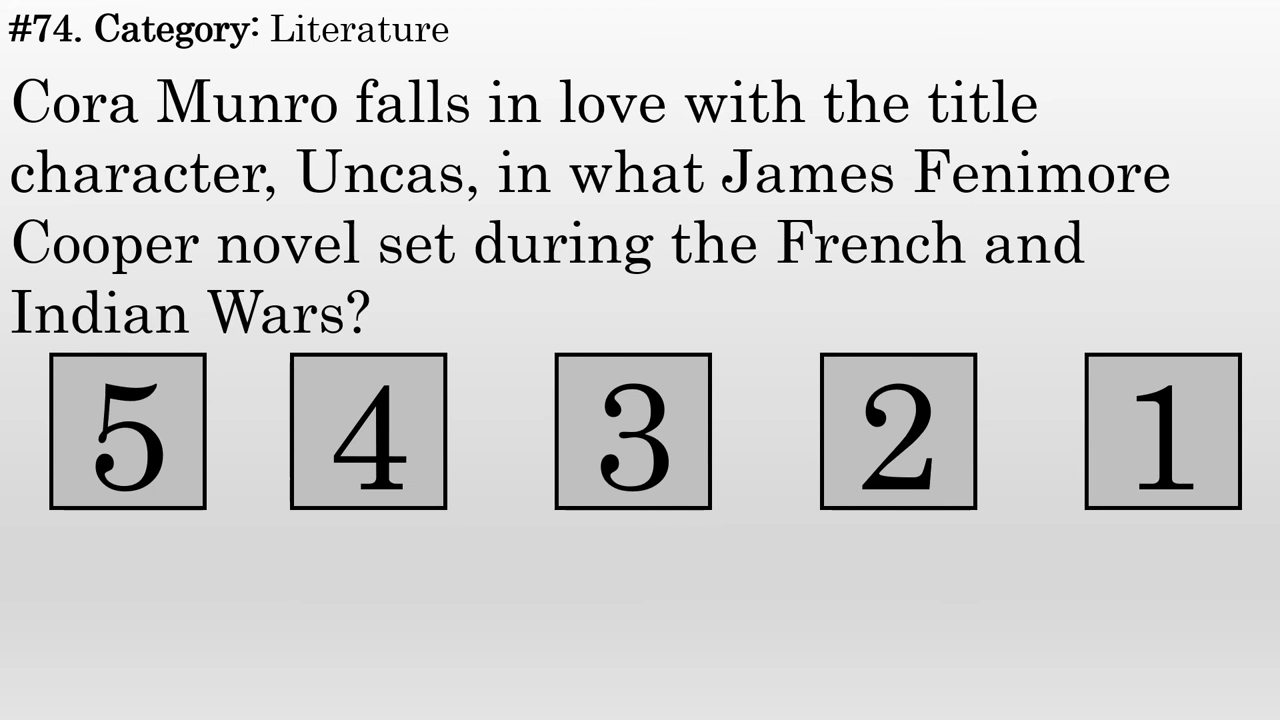 #74. Category: Literature
Cora Munro falls in love with the title
character, Uncas, in what James Fenimore
Cooper novel set during the French and
Indian Wars?
5 4 3 2 1